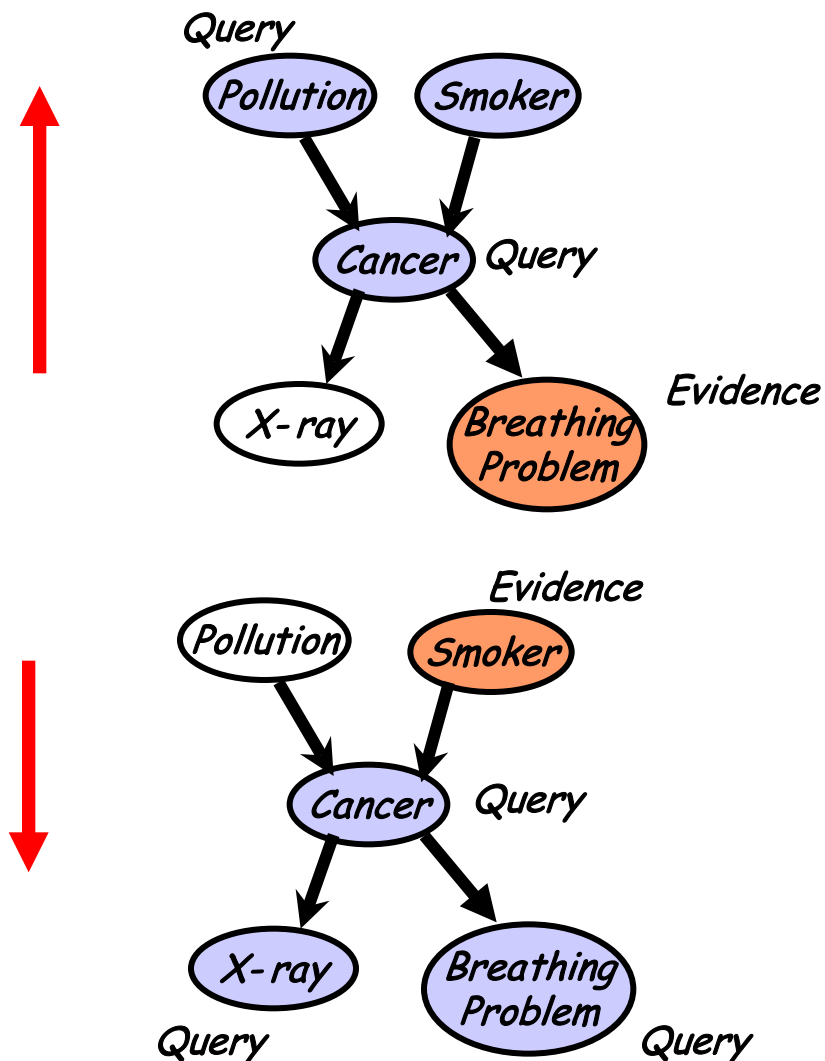 Query
Pollution
Smoker
Cancer
Query
X-ray
Evidence
Breathing
Problem
Evidence
Pollution
Smoker
Cancer
Query
X-ray
Breathing
Problem
Query
Query